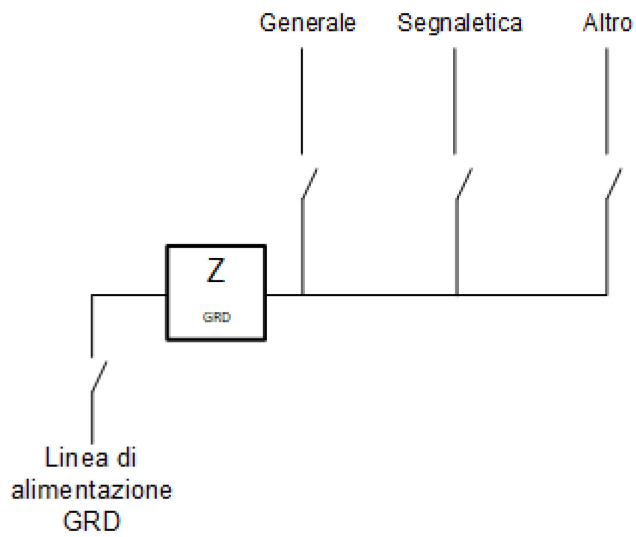 Generale Segnaletica Altro
Z
GRD
Linea di
alimentazione
GRD